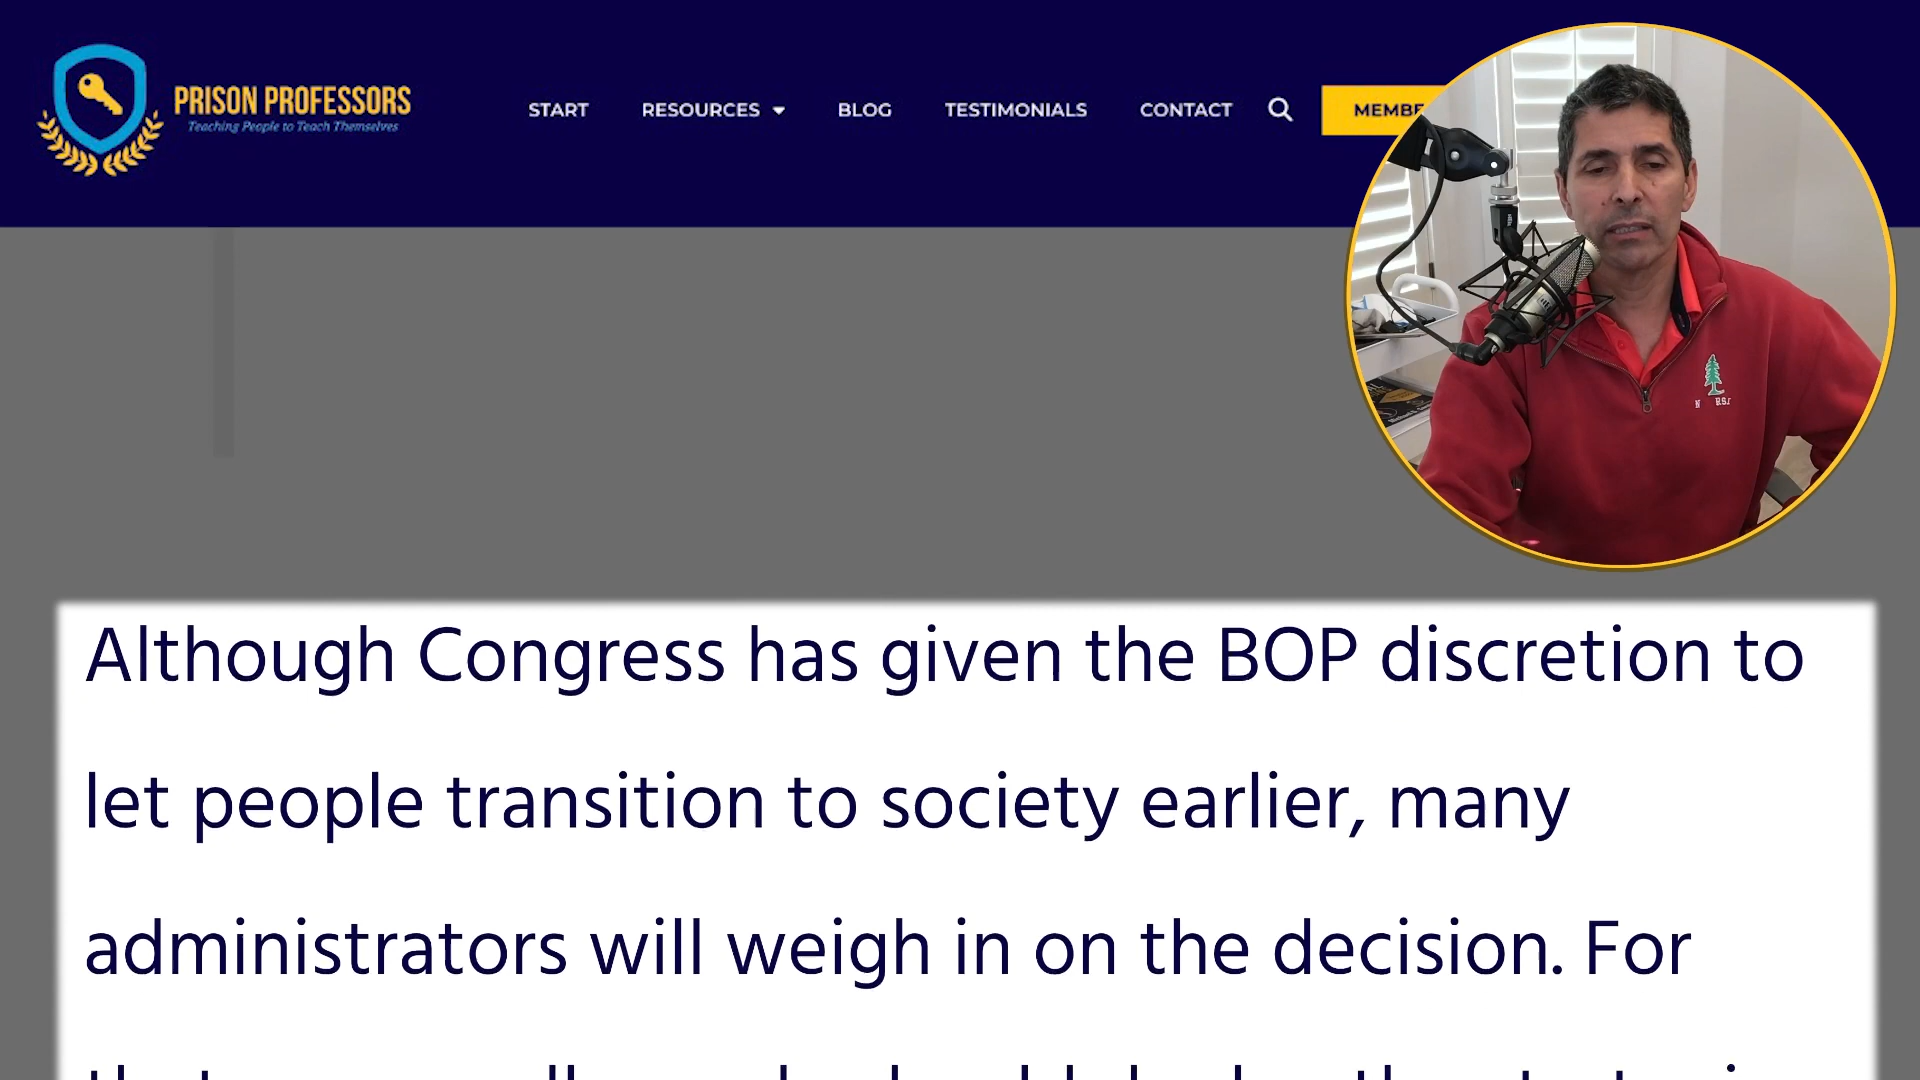 PRISON PROFESSORS
Teaching People to Teach Themselves
START RESOURCES BLOG TESTIMONIALS CONTACT
Although Congress has given the BOP discretion to
let people transition to society earlier, many
administrators will weigh in on the decision. For